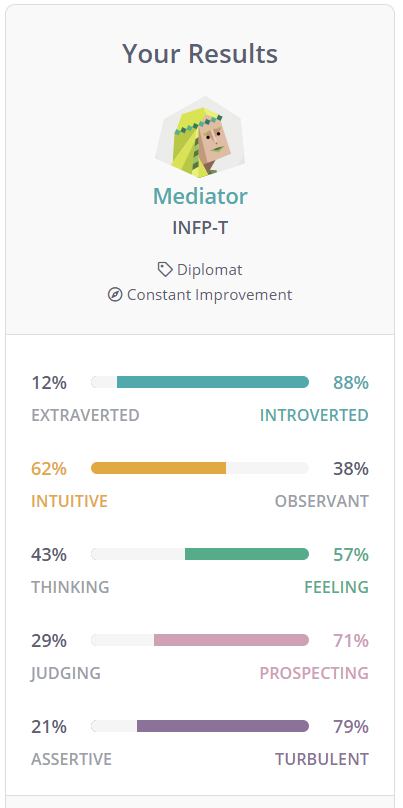 Your Results
Mediator
INFP-T
Diplomat
Constant Improvement
12% 88%
EXTRAVERTED INTROVERTED
62% 38%
INTUITIVE OBSERVANT
43% 57%
THINKING FEELING
29% 71%
JUDGING PROSPECTING
21% 79%
ASSERTIVE TURBULENT